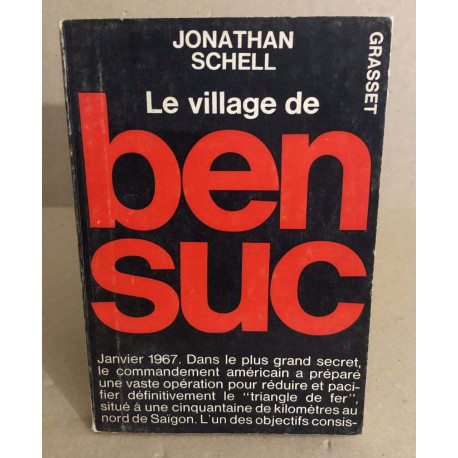 JONATHAN
SCHELL
GRASSET
Le village de
ben
suc
Janvier 1967. Dans le plus grand secret,
le commandement américain a préparé
une vaste opération pour réduire et paci-
fier définitivement le "triangle de fer",
situé à une cinquantaine de kilomètres au
nord de Saïgon. L'un des objectifs consis-